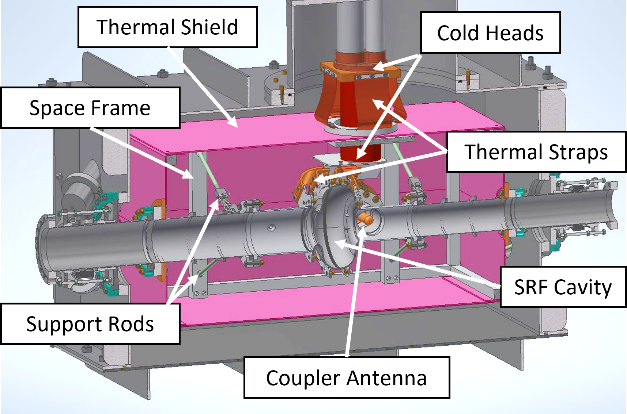 Thermal Shield
Cold Heads
Space Frame
Thermal Straps
SRF Cavity
Support Rods
Coupler Antenna